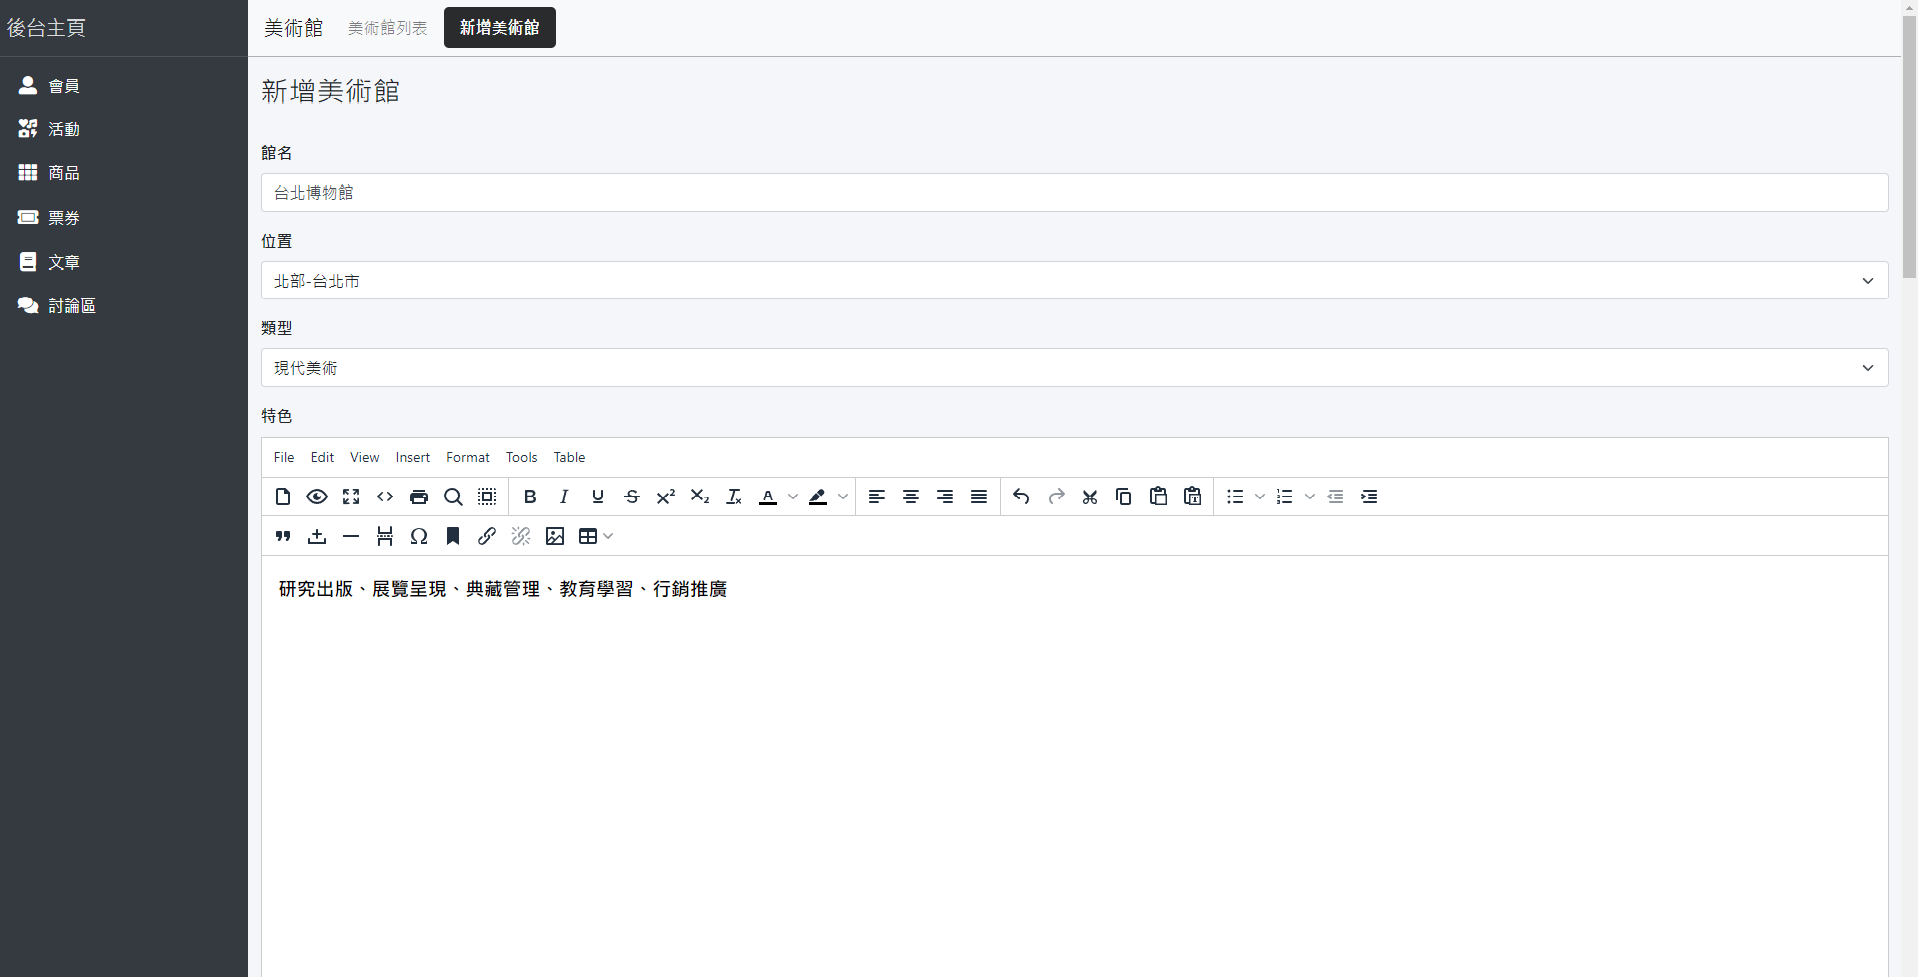 後台主頁
會員
活動
商品
票券
文章
討論區
美術館 美術館列表 新增美術館
新增美術館
館名
台北博物館
位置
北部-台北市
類型
現代美術
特色
File Edit View Insert Format Tools Table
研究出版、展覽呈現、典藏管理、教育學習、行銷推廣